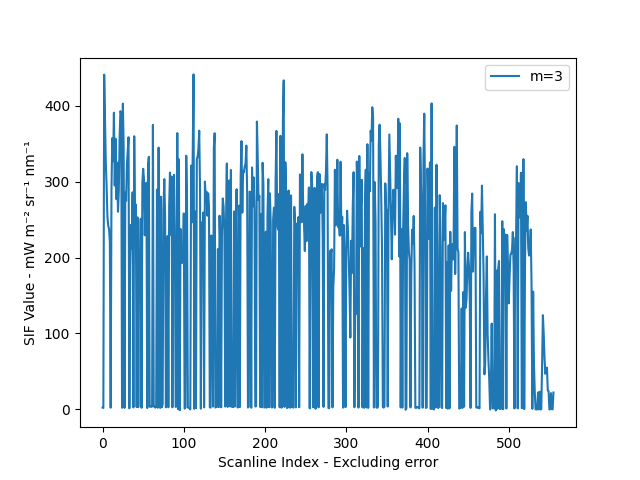 m=3
400
300
200
100
0
SIF Value - mW m⁻² sr⁻¹ nm⁻¹
0 100 200 300 400 500
Scanline Index - Excluding error